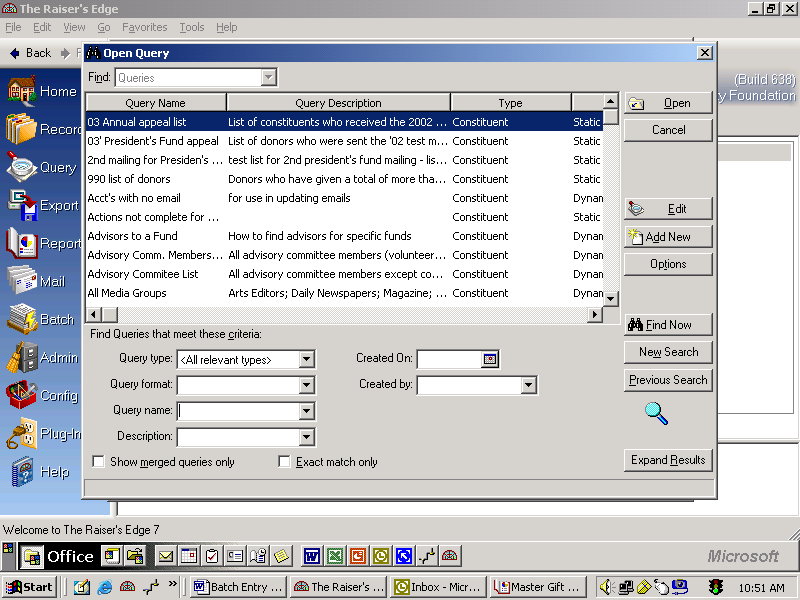 The Raiser's Edge
File Edit View Go Favorites Tools Help
Back
Open Query
Find: Queries
(Build 638)
Foundation
Query Name Query Description Type
03 Annual appeal list List of constituents who received the 2002 ... Constituent Static
03' President's Fund appeal List of donors who were sent the '02 test m... Constituent Static
2nd mailing for Presiden's ... test list for 2nd president's fund mailing - lis... Constituent Static
990 list of donors Donors who have given a total of more tha... Constituent Static
Acct's with no email for use in updating emails Constituent Dynan
Actions not complete for ... Constituent Static
Advisors to a Fund How to find advisors for specific funds Constituent Dynan
Advisory Comm. Members... All advisory committee members (volunteer... Constituent Dynan
Advisory Commitee List All advisory committee members except co... Constituent Dynan
All Media Groups Arts Editors; Daily Newspapers; Magazine; ... Constituent Dynan
Open
Cancel
Edit
Add New
Options
Find Now
New Search
Previous Search
Expand Results
Home
Record
Query
Export
Report
Mail
Batch
Admin
Config
Plug-In
Help
Find Queries that meet these criteria:
Query type: <All relevant types> Created On:
Query format: Created by:
Query name:
Description:
Show merged queries only Exact match only
Welcome to The Raiser's Edge 7
Office Microsoft
Start Batch Entry ... The Raiser's ... Inbox - Micr... Master Gift ... 10:51 AM